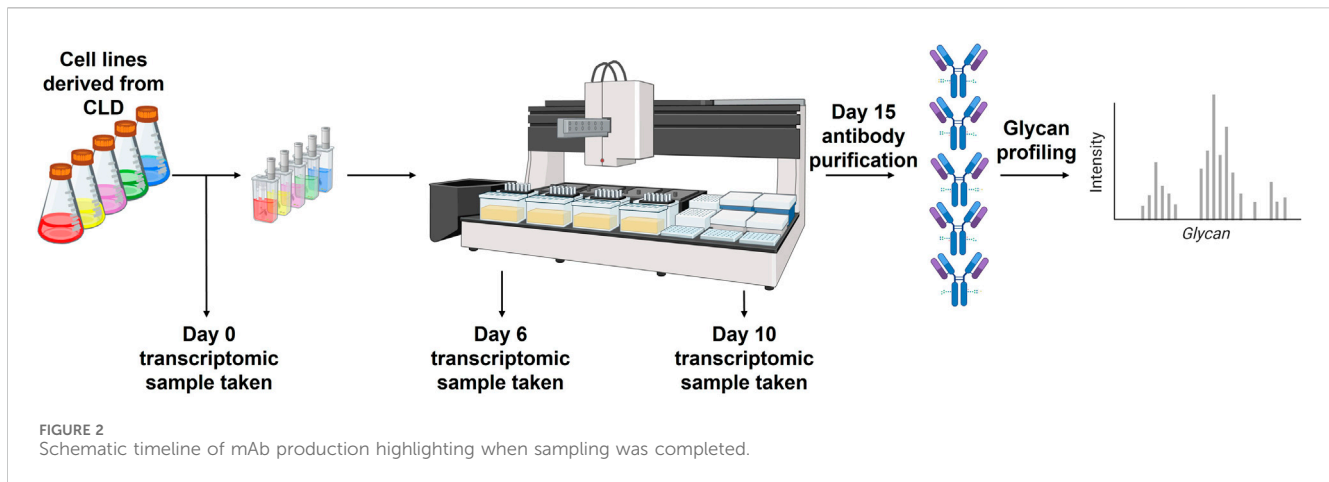 Cell lines
derived from
CLD
Day 0
transcriptomic
sample taken
Day 6
transcriptomic
sample taken
Day 10
transcriptomic
sample taken
Day 15
antibody
purification
Glycan
profiling
Intensity
Glycan
FIGURE 2
Schematic timeline of mAb production highlighting when sampling was completed.